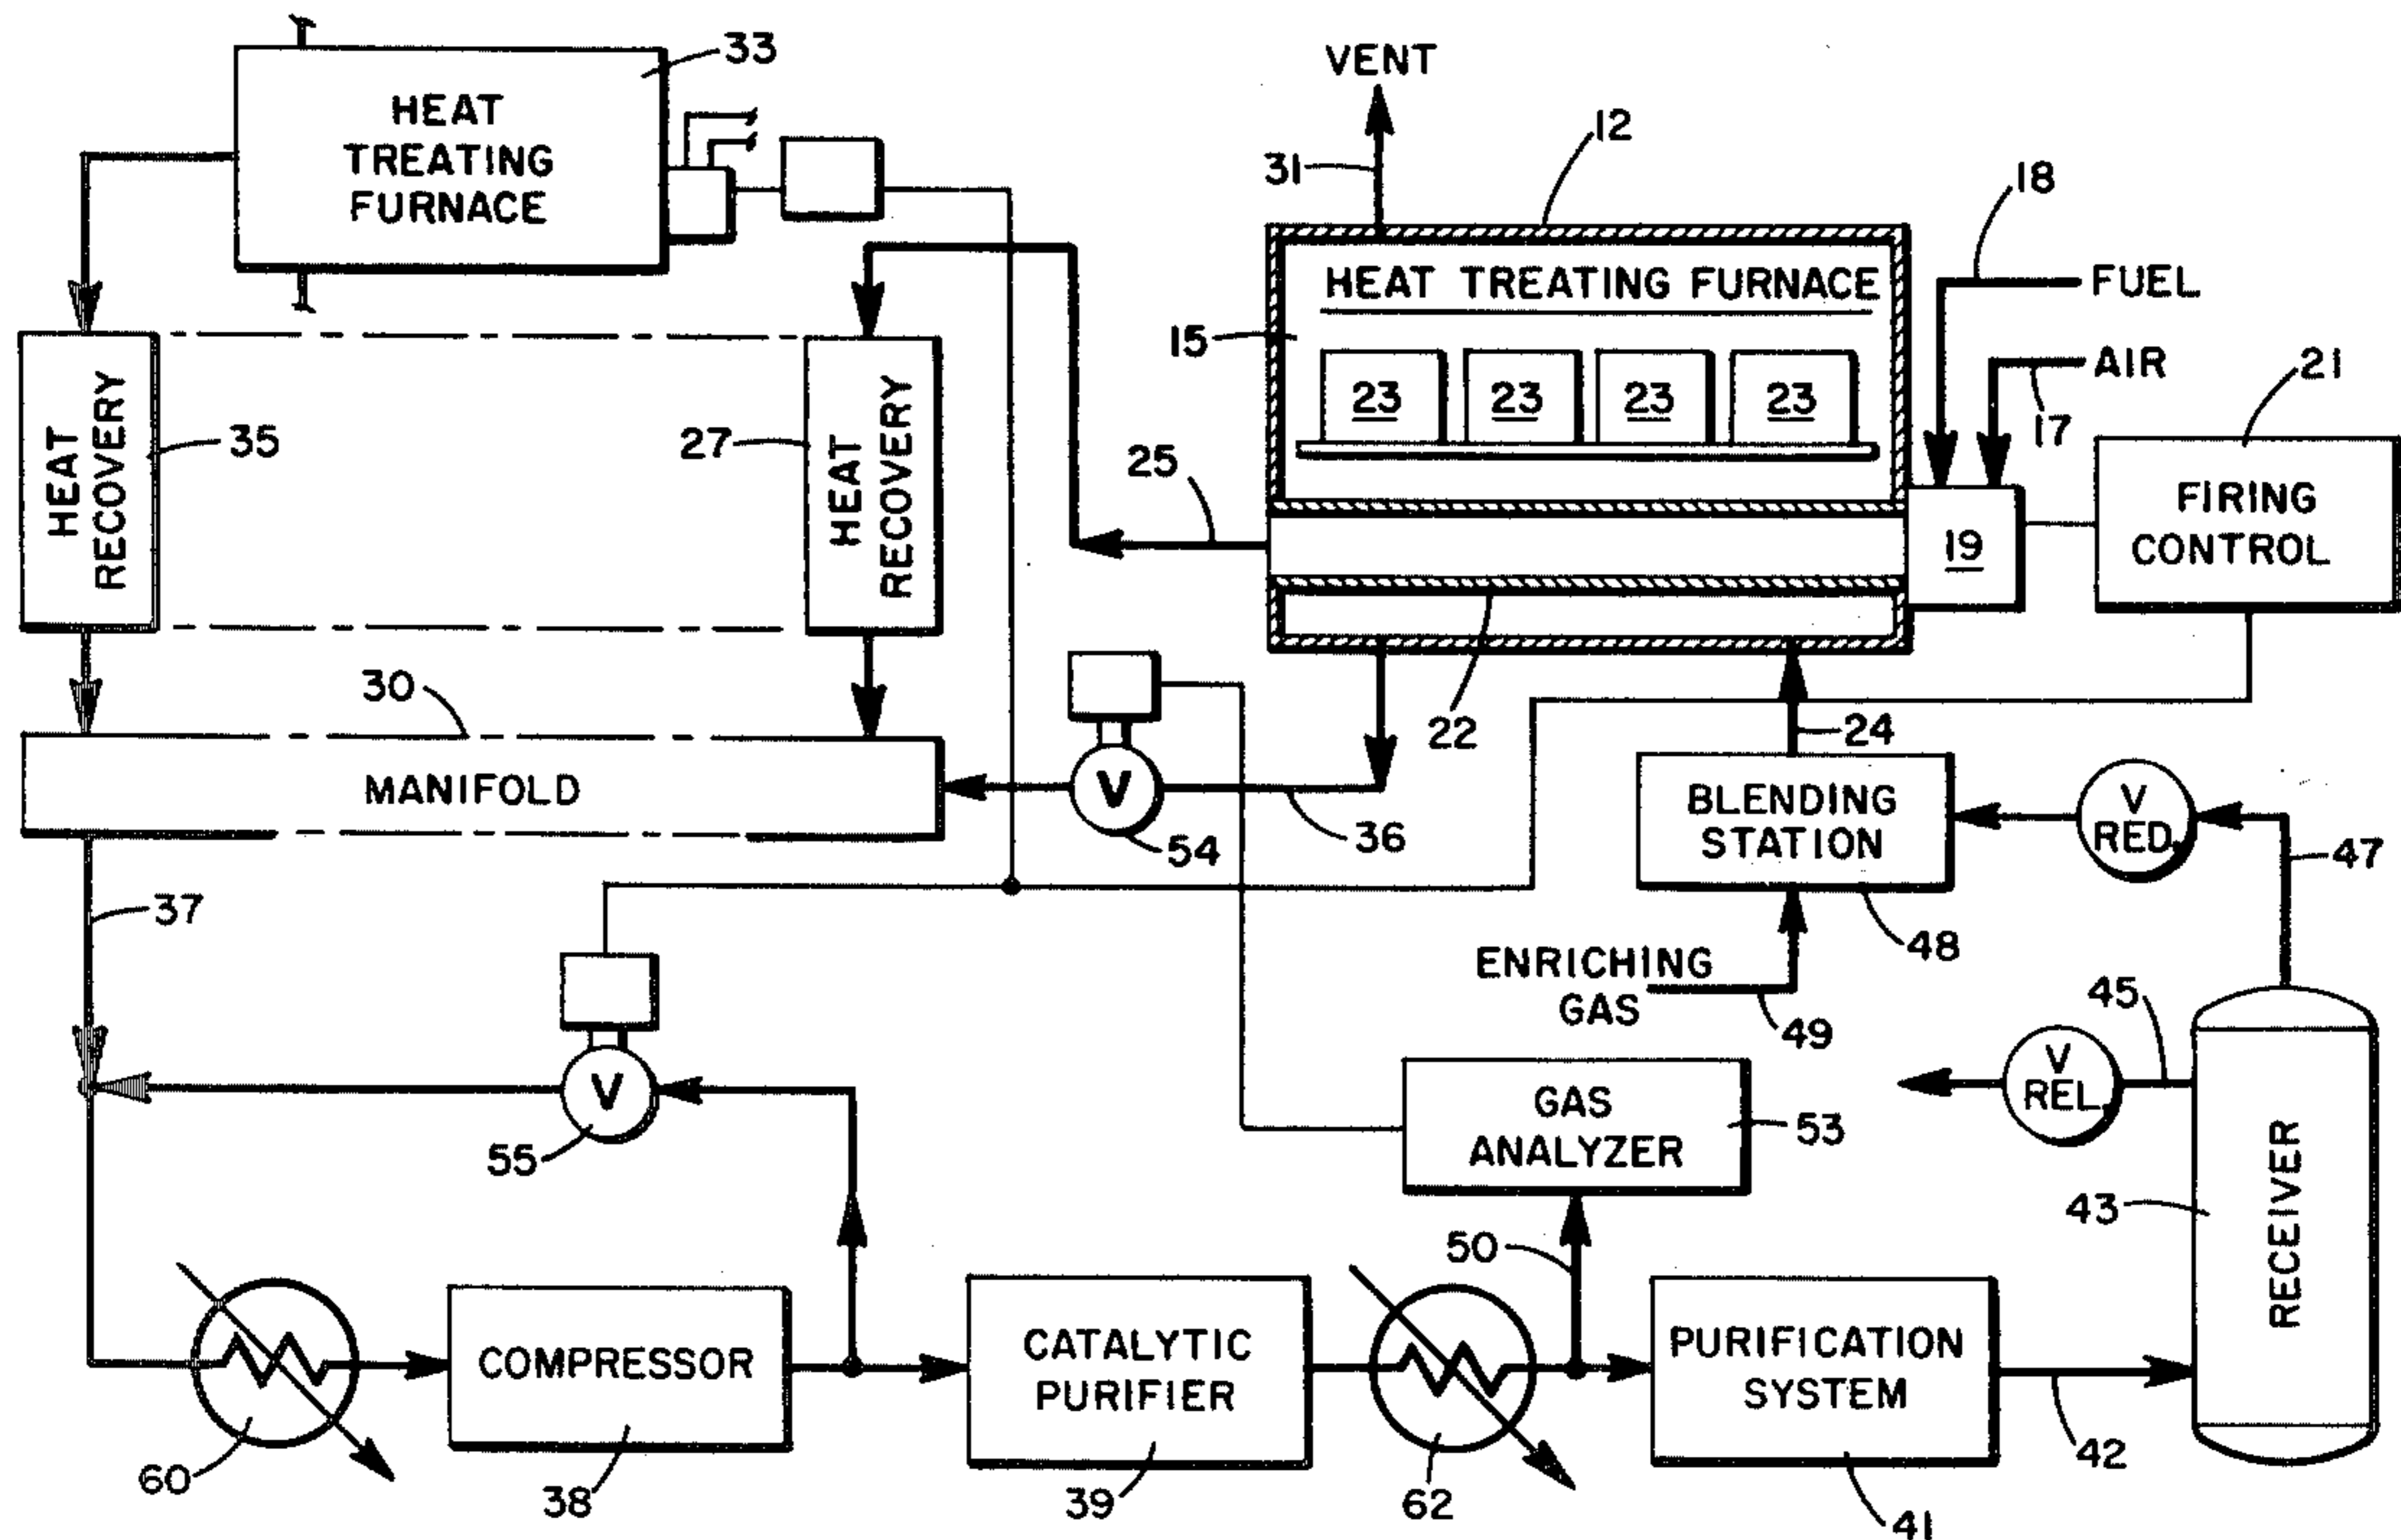 33
HEAT
TREATING
FURNACE
VENT
31
12
18
FUEL
HEAT TREATING FURNACE
15
AIR
17
21
23 23 23 23
HEAT
RECOVERY
35
27
HEAT
RECOVERY
25
19
FIRING
CONTROL
30
MANIFOLD
V
54
36
22
24
BLENDING
STATION
V
RED.
47
48
37
ENRICHING
GAS
49
45
V
REL.
V
55
GAS
ANALYZER
53
43
RECEIVER
50
60
COMPRESSOR
38
CATALYTIC
PURIFIER
39
62
PURIFICATION
SYSTEM
41
42